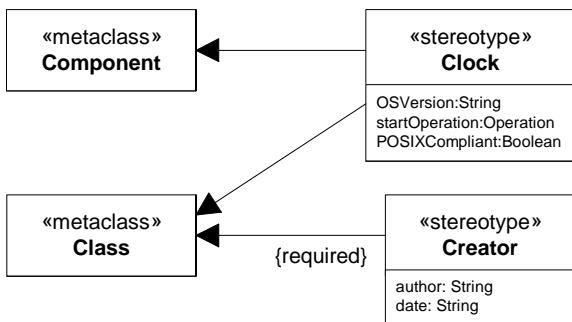 «metaclass»
Component
«stereotype»
Clock
OSVersion:String
startOperation:Operation
POSIXCompliant:Boolean
«metaclass»
Class
{required}
«stereotype»
Creator
author: String
date: String